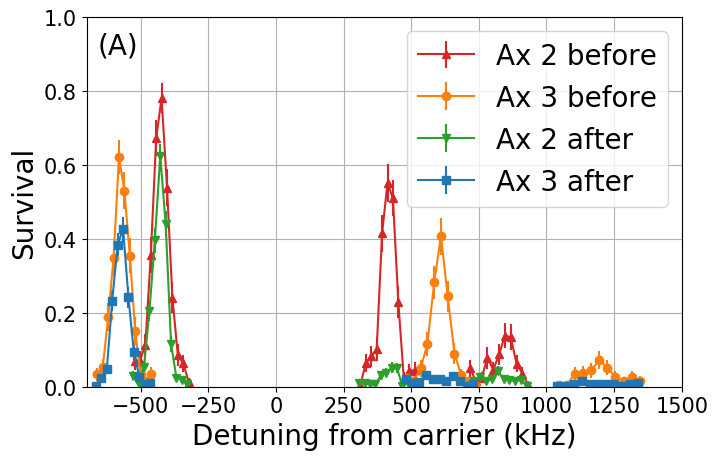 (A)
Ax 2 before
Ax 3 before
Ax 2 after
Ax 3 after
Survival
1.0
0.8
0.6
0.4
0.2
0.0
−500 −250 0 250 500 750 1000 1250 1500
Detuning from carrier (kHz)